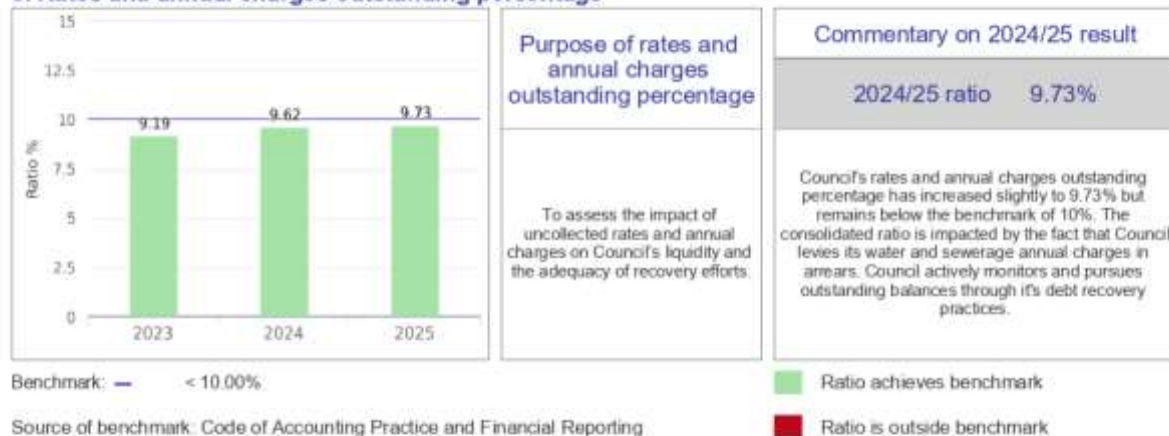 15
12.5
10
7.5
5
2.5
0
Ratio %
9.19
9.62
9.73
2023
2024
2025
Purpose of rates and
annual charges
outstanding percentage
To assess the impact of
uncollected rates and annual
charges on Council's liquidity and
the adequacy of recovery efforts.
Commentary on 2024/25 result
2024/25 ratio 9.73%
Council's rates and annual charges outstanding
percentage has increased slightly to 9.73% but
remains below the benchmark of 10%. The
consolidated ratio is impacted by the fact that Council
levies its water and sewerage annual charges in
arrears. Council actively monitors and pursues
outstanding balances through it's debt recovery
practices.
Benchmark: — < 10.00%
Source of benchmark: Code of Accounting Practice and Financial Reporting
Ratio achieves benchmark
Ratio is outside benchmark